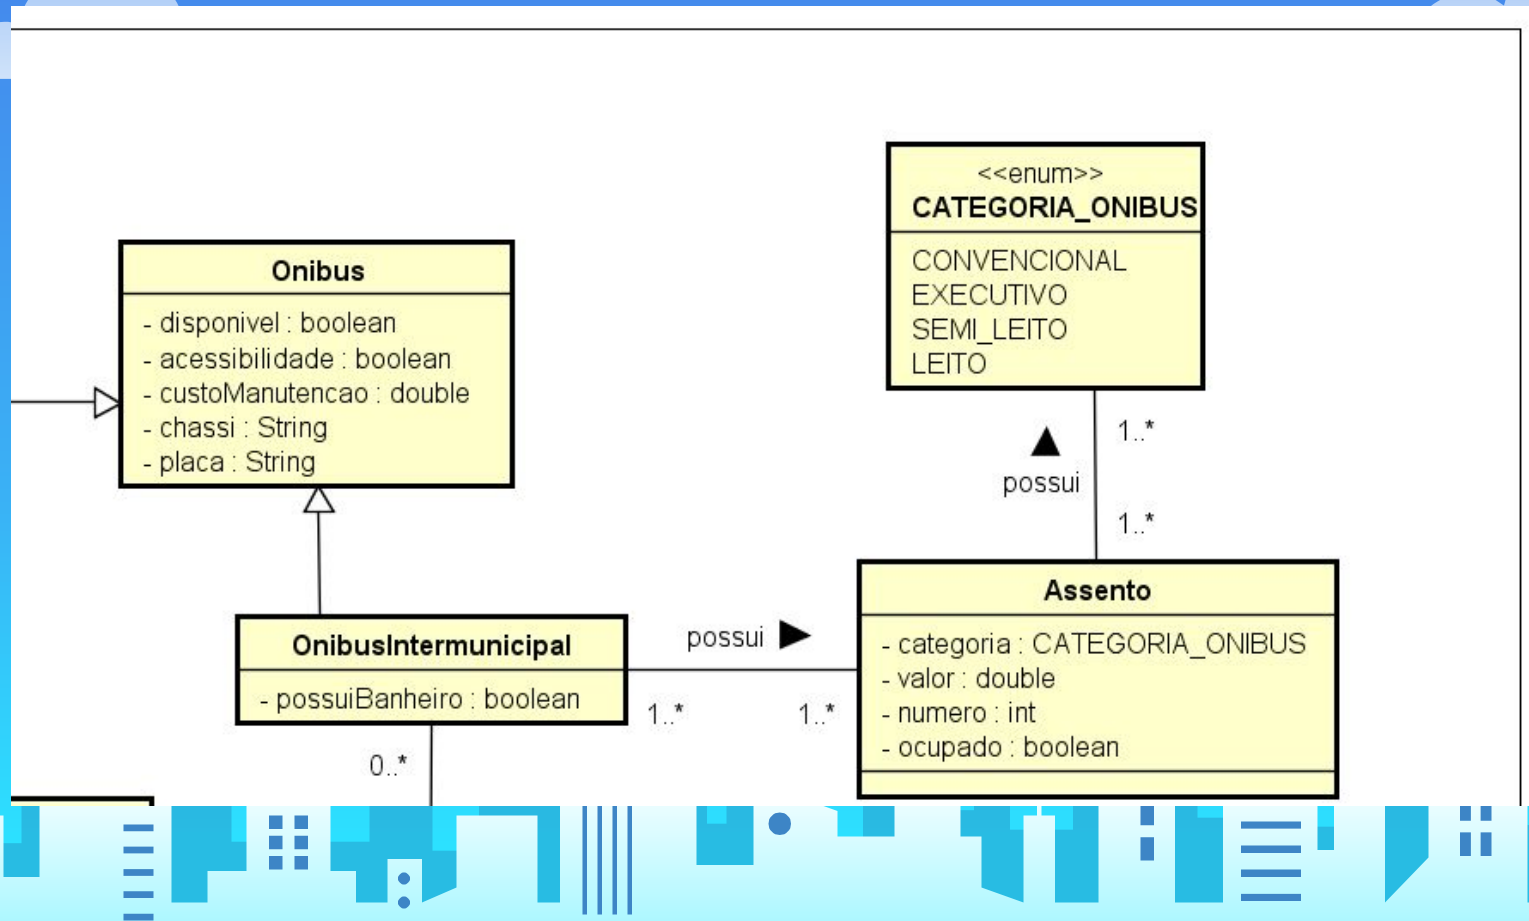 <<enum>>
CATEGORIA_ONIBUS
CONVENCIONAL
EXECUTIVO
SEMI_LEITO
LEITO
Onibus
- disponivel : boolean
- acessibilidade : boolean
- custoManutencao : double
- chassi : String
- placa : String
1..*
possui
1..*
Assento
- categoria : CATEGORIA_ONIBUS
- valor : double
- numero : int
- ocupado : boolean
OnibusIntermunicipal
- possuiBanheiro : boolean
possui
1..*
1..*
0..*